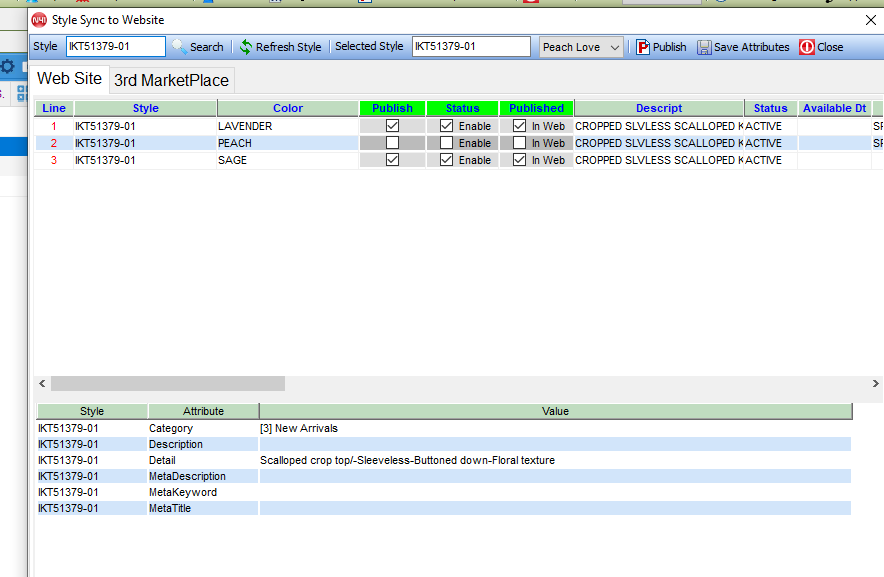 N41 Style Sync to Website
Style IKT51379-01 Search Refresh Style Selected Style IKT51379-01 Peach Love Publish Save Attributes Close
Web Site 3rd MarketPlace
Line Style Color Publish Status Published Descript Status Available Dt
1 IKT51379-01 LAVENDER Enable In Web CROPPED SLVLESS SCALLOPED K ACTIVE SP
2 IKT51379-01 PEACH Enable In Web CROPPED SLVLESS SCALLOPED K ACTIVE SP
3 IKT51379-01 SAGE Enable In Web CROPPED SLVLESS SCALLOPED K ACTIVE
Style Attribute Value
IKT51379-01 Category [3] New Arrivals
IKT51379-01 Description
IKT51379-01 Detail Scalloped crop top/-Sleeveless-Buttoned down-Floral texture
IKT51379-01 MetaDescription
IKT51379-01 MetaKeyword
IKT51379-01 MetaTitle